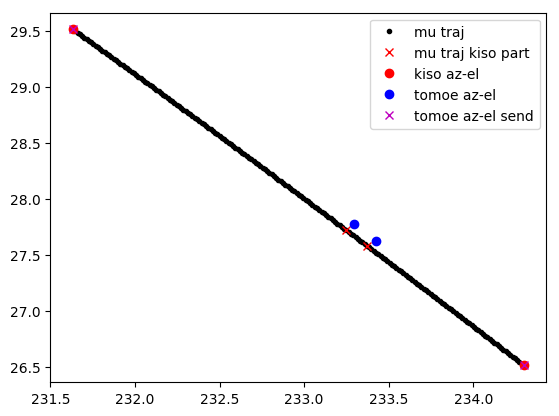 29.5
29.0
28.5
28.0
27.5
27.0
26.5
231.5 232.0 232.5 233.0 233.5 234.0
mu traj
mu traj kiso part
kiso az-el
tomoe az-el
tomoe az-el send